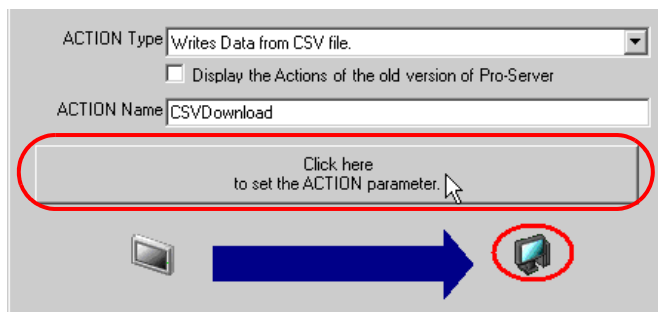 ACTION Type Writes Data from CSV file.
Display the Actions of the old version of Pro-Server
ACTION Name CSVDownload
Click here
to set the ACTION parameter.